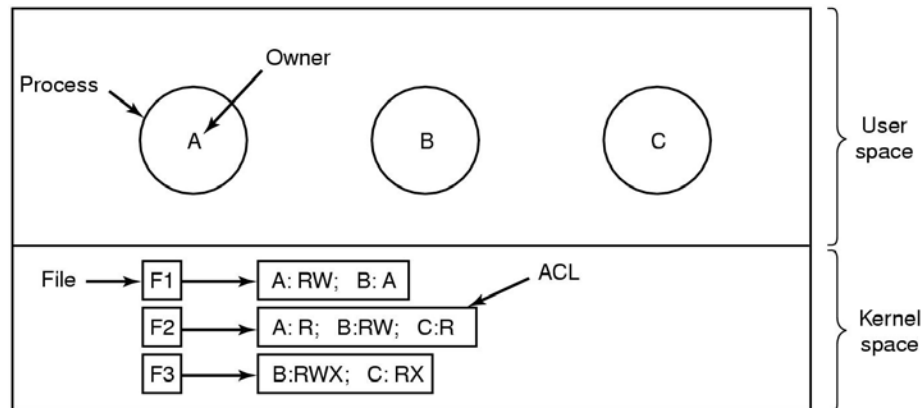 Owner
Process
A
B
C
User
space
File
F1
A: RW; B: A
ACL
F2
A: R; B:RW; C:R
F3
B:RWX; C: RX
Kernel
space